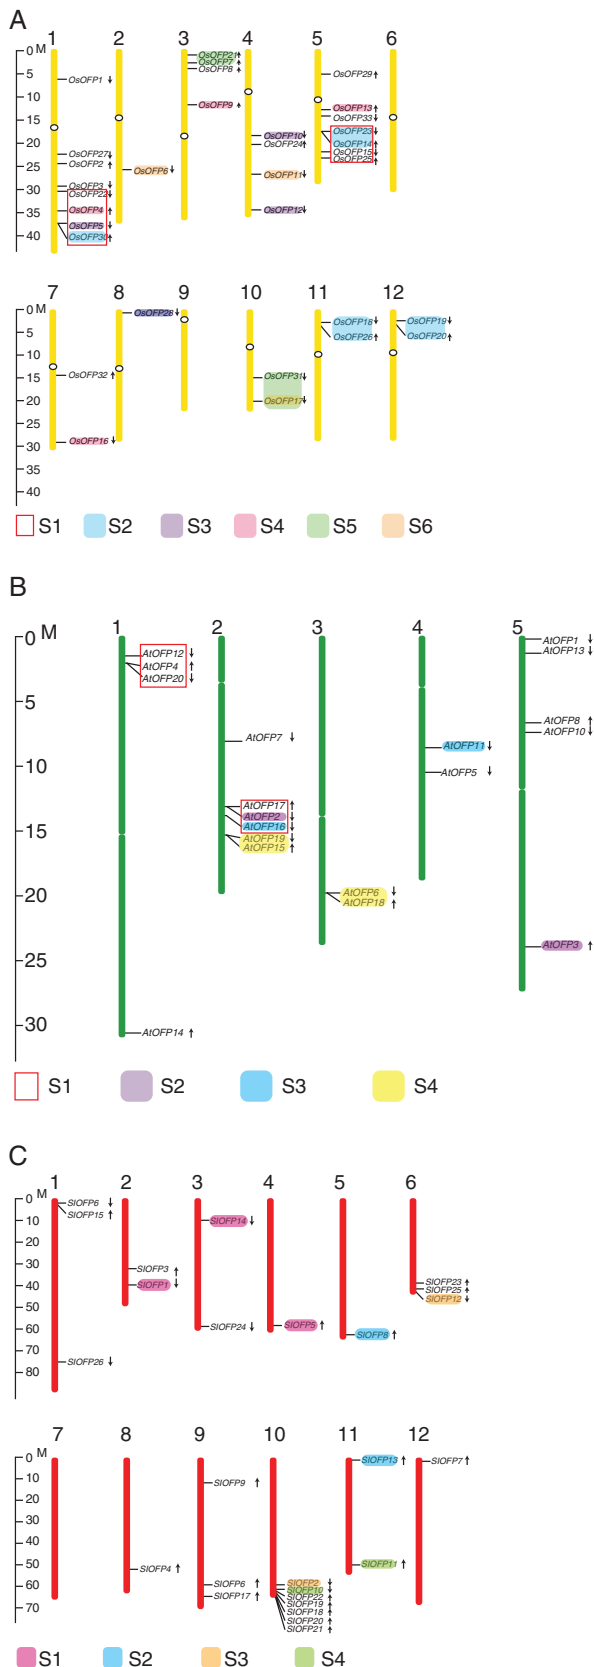 A
1 2 3 4 5 6
M
0
5
10
15
20
25
30
35
40
OsOFP1
OsOFP27
OsOFP2
OsOFP3
OsOFP22
OsOFP4
OsOFP5
OsOFP30
OsOFP6
OsOFP21
OsOFP7
OsOFP8
OsOFP9
OsOFP10
OsOFP24
OsOFP11
OsOFP12
OsOFP29
OsOFP13
OsOFP33
OsOFP23
OsOFP14
OsOFP15
OsOFP25
7 8 9 10 11 12
M
0
5
10
15
20
25
30
35
40
OsOFP32
OsOFP16
OsOFP28
OsOFP31
OsOFP17
OsOFP18
OsOFP26
OsOFP19
OsOFP20
S1 S2 S3 S4 S5 S6
B
1 2 3 4 5
M
0
5
10
15
20
25
30
AtOFP12
AtOFP4
AtOFP20
AtOFP14
AtOFP7
AtOFP17
AtOFP2
AtOFP16
AtOFP19
AtOFP15
AtOFP6
AtOFP18
AtOFP11
AtOFP5
AtOFP1
AtOFP13
AtOFP8
AtOFP10
AtOFP3
S1 S2 S3 S4
C
1 2 3 4 5 6
M
0
10
20
30
40
50
60
70
80
SlOFP6
SlOFP15
SlOFP26
SlOFP3
SlOFP1
SlOFP14
SlOFP24
SlOFP5
SlOFP8
SlOFP23
SlOFP25
SlOFP12
7 8 9 10 11 12
M
0
10
20
30
40
50
60
70
SlOFP4
SlOFP9
SlOFP6
SlOFP17
SlOFP2
SlOFP10
SlOFP22
SlOFP19
SlOFP18
SlOFP20
SlOFP21
SlOFP13
SlOFP11
SlOFP7
S1 S2 S3 S4